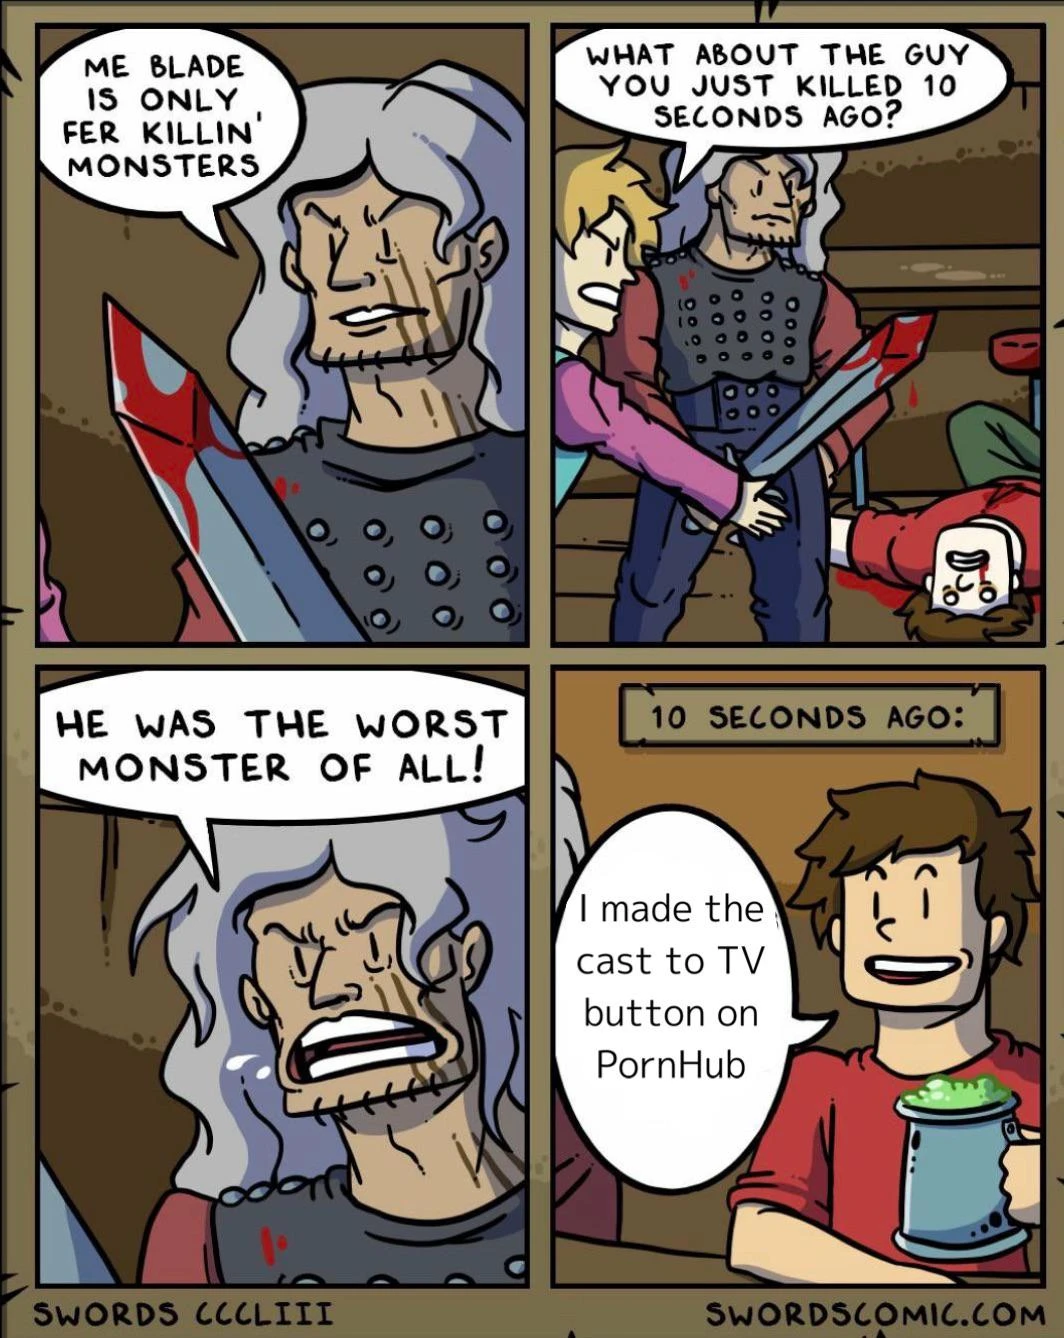 ME BLADE
IS ONLY
FER KILLIN'
MONSTERS
WHAT ABOUT THE GUY
YOU JUST KILLED 10
SECONDS AGO?
HE WAS THE WORST
MONSTER OF ALL!
10 SECONDS AGO:
I made the
cast to TV
button on
PornHub
SWORDS CCCLIII
SWORDSCOMIC.COM